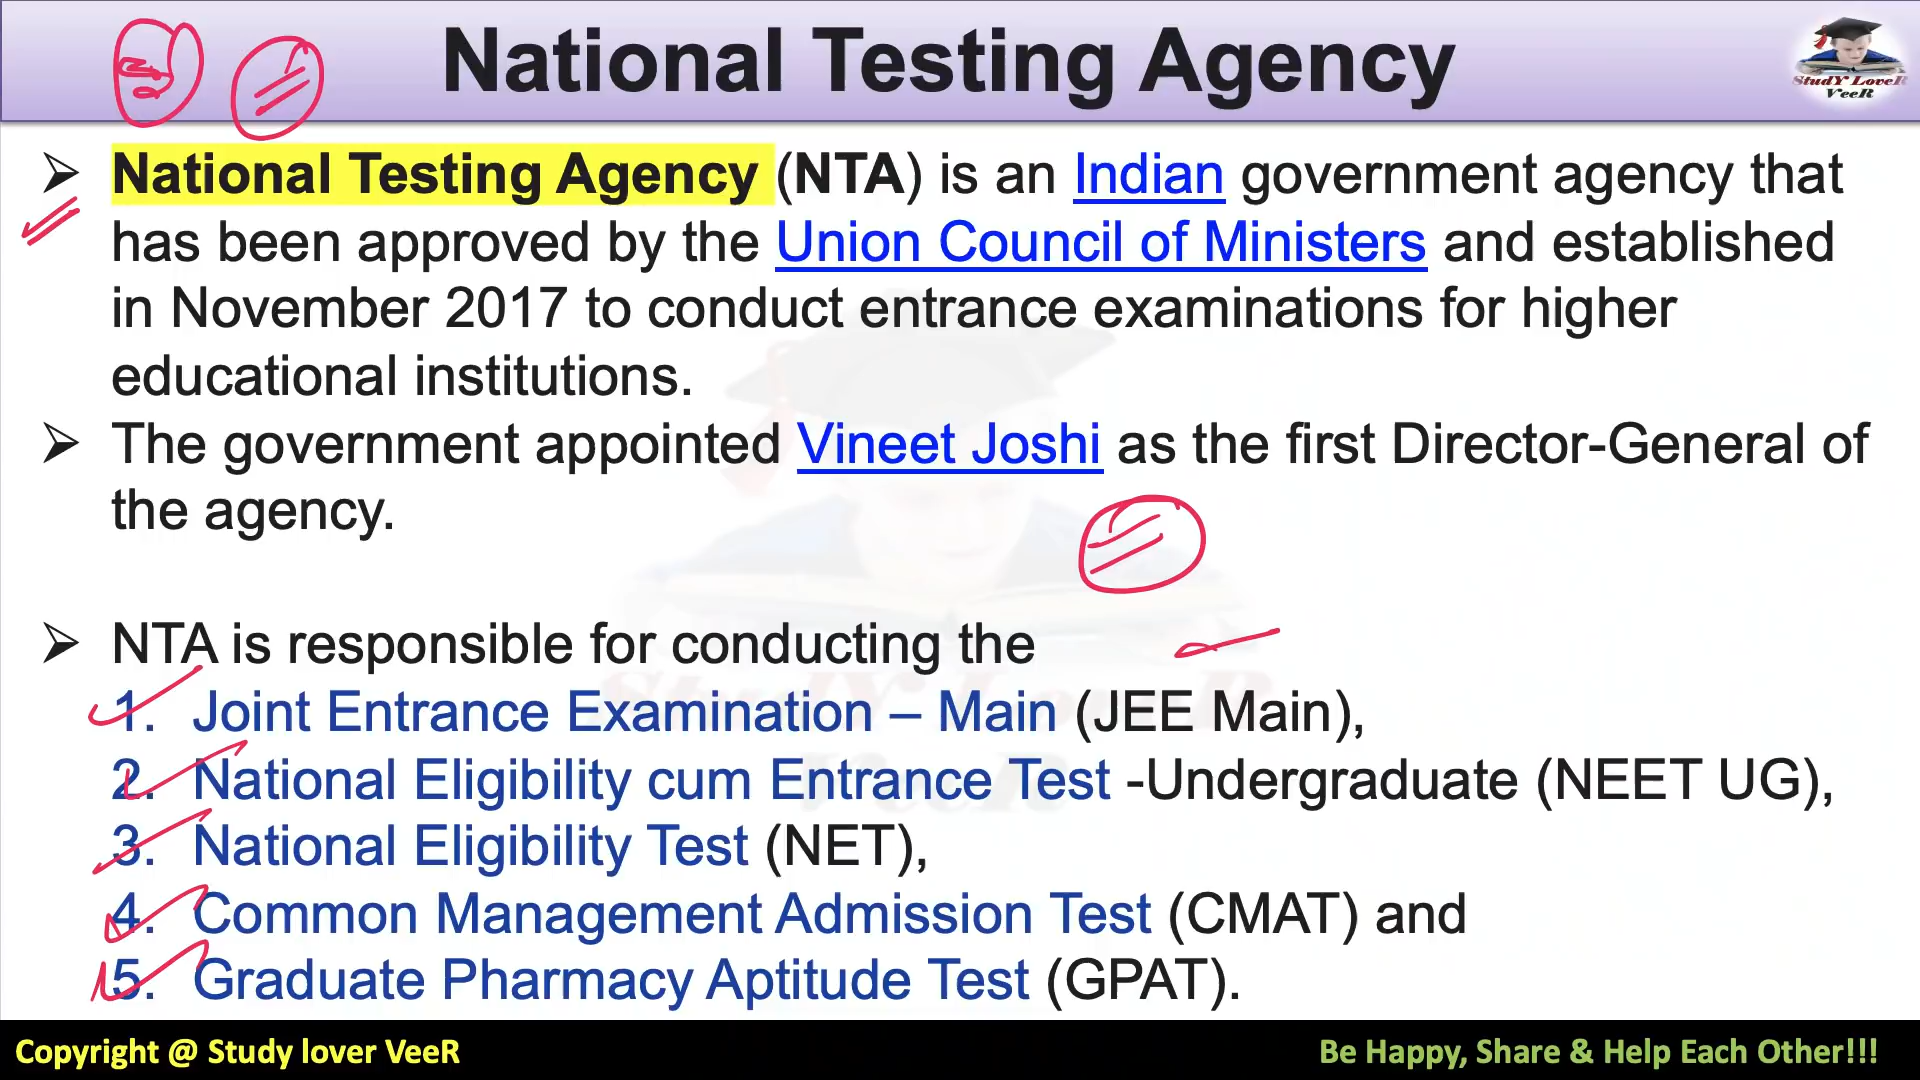 National Testing Agency
StudY LoveR
VeeR
➢ National Testing Agency (NTA) is an Indian government agency that
has been approved by the Union Council of Ministers and established
in November 2017 to conduct entrance examinations for higher
educational institutions.
➢ The government appointed Vineet Joshi as the first Director-General of
the agency.
➢ NTA is responsible for conducting the
1. Joint Entrance Examination – Main (JEE Main),
2. National Eligibility cum Entrance Test -Undergraduate (NEET UG),
3. National Eligibility Test (NET),
4. Common Management Admission Test (CMAT) and
5. Graduate Pharmacy Aptitude Test (GPAT).
StudY LoveR
VeeR
Copyright @ Study lover VeeR
Be Happy, Share & Help Each Other!!!